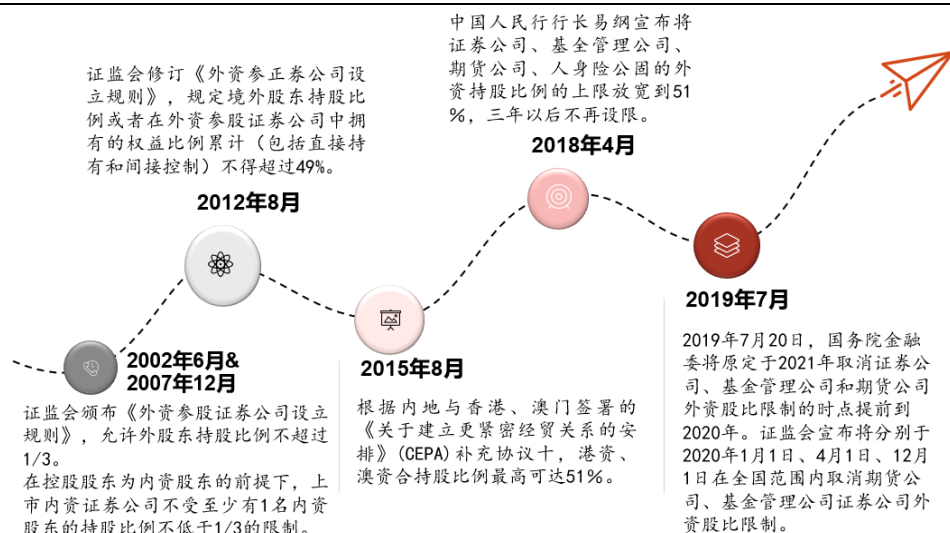 证监会修订《外资参正券公司设
立规则》，规定境外股东持股比
例或者在外资参股证券公司中拥
有的权益比例累计（包括直接持
有和间接控制）不得超过49%。
2012年8月
中国人民行行长易纲宣布将
证券公司、基全管理公司、
期货公司、人身险公固的外
资持股比例的上限放宽到51
%，三年以后不再设限。
2018年4月
2002年6月&
2007年12月
证监会颁布《外资参股证券公司设立
规则》，允许外股东持股比例不超过
1/3。
在控股股东为内资股东的前提下，上
市内资证券公司不受至少有1名内资
股东的持股比例不低于1/3的限制。
2015年8月
根据内地与香港、澳门签署的
《关于建立更紧密经贸关系的安
排》(CEPA)补充协议十，港资、
澳资合持股比例最高可达51%。
2019年7月
2019年7月20日，国务院金融
委将原定于2021年取消证券公
司、基金管理公司和期货公司
外资股比限制的时点提前到
2020年。证监会宣布将分别于
2020年1月1日、4月1日、12月
1日在全国范围内取消期货公
司、基金管理公司证券公司外
资股比限制。